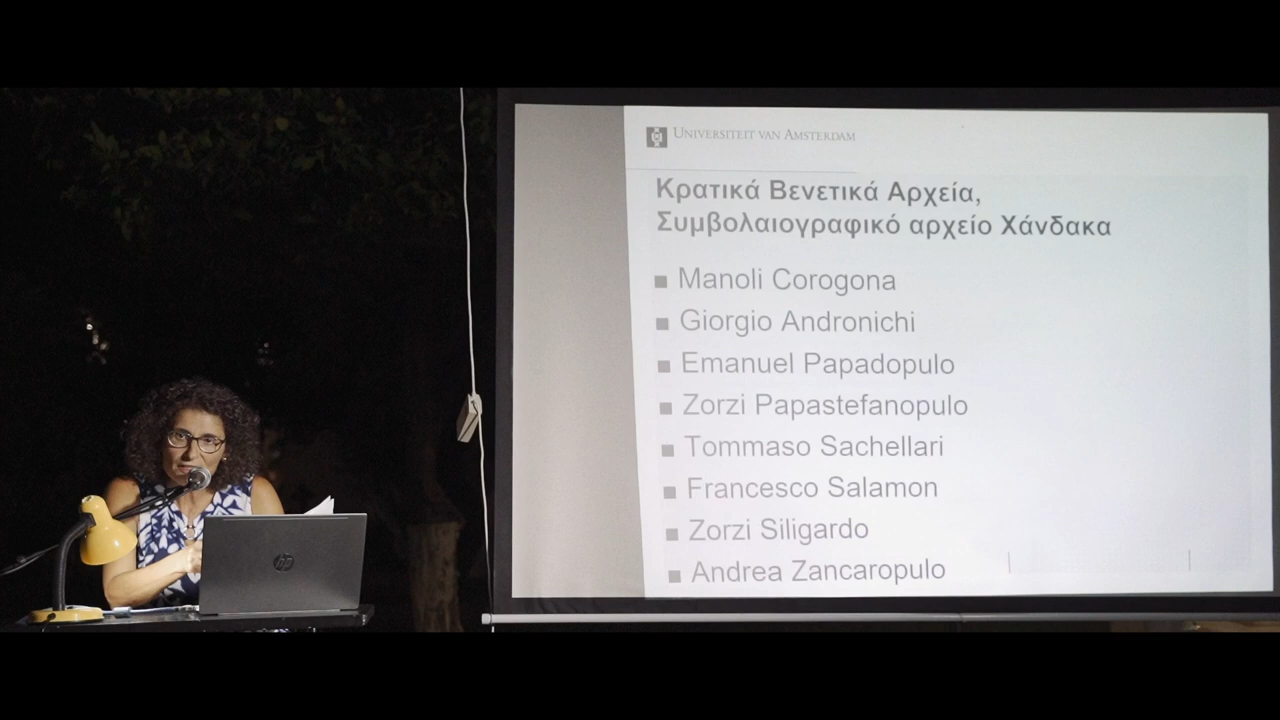 UNIVERSITEIT VAN AMSTERDAM
Κρατικά Βενετικά Αρχεία,
Συμβολαιογραφικό αρχείο Χάνδακα
■ Manoli Corogona
■ Giorgio Andronichi
■ Emanuel Papadopulo
■ Zorzi Papastefanopulo
■ Tommaso Sachellari
■ Francesco Salamon
■ Zorzi Siligardo
■ Andrea Zancaropulo
hp